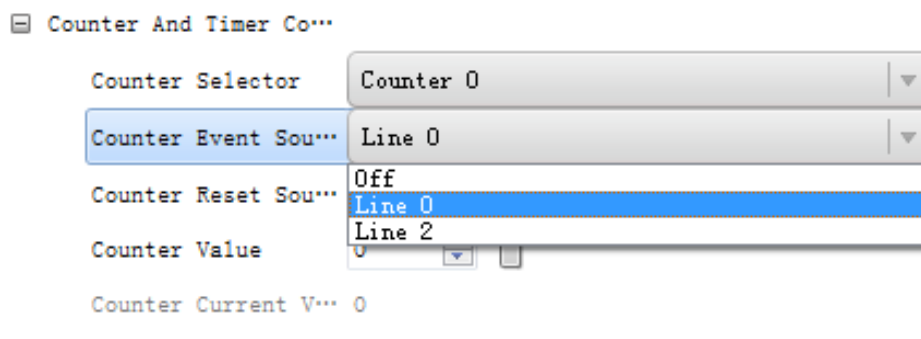 Counter And Timer Co···
Counter Selector Counter 0
Counter Event Sou··· Line 0
Off
Counter Reset Sou··· Line 0
Line 2
Counter Value 0
Counter Current V··· 0